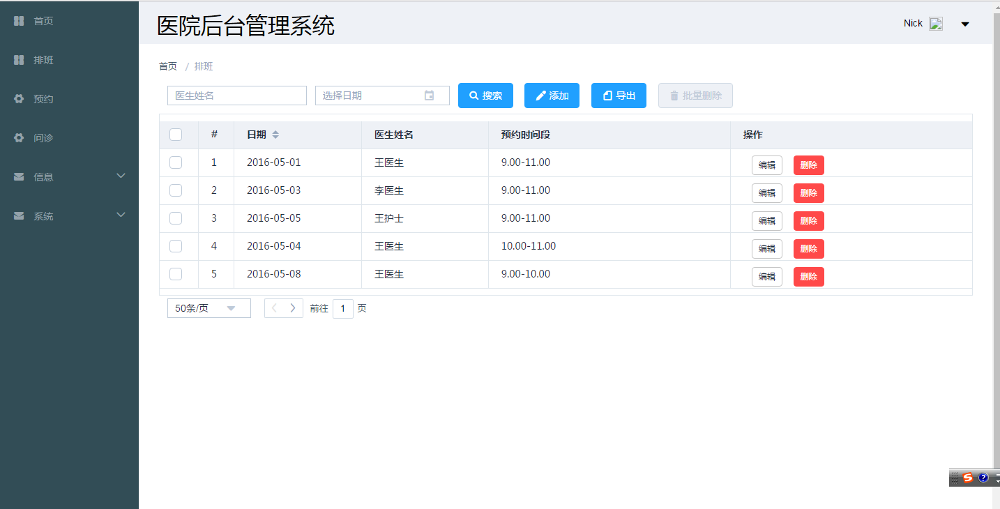 首页
排班
预约
问诊
信息
系统
医院后台管理系统
Nick
首页 / 排班
医生姓名 选择日期 搜索 添加 导出 批量删除
# 日期 医生姓名 预约时间段 操作
1 2016-05-01 王医生 9.00-11.00 编辑 删除
2 2016-05-03 李医生 9.00-11.00 编辑 删除
3 2016-05-05 王护士 9.00-11.00 编辑 删除
4 2016-05-04 王医生 10.00-11.00 编辑 删除
5 2016-05-08 王医生 9.00-10.00 编辑 删除
50条/页 前往 1 页